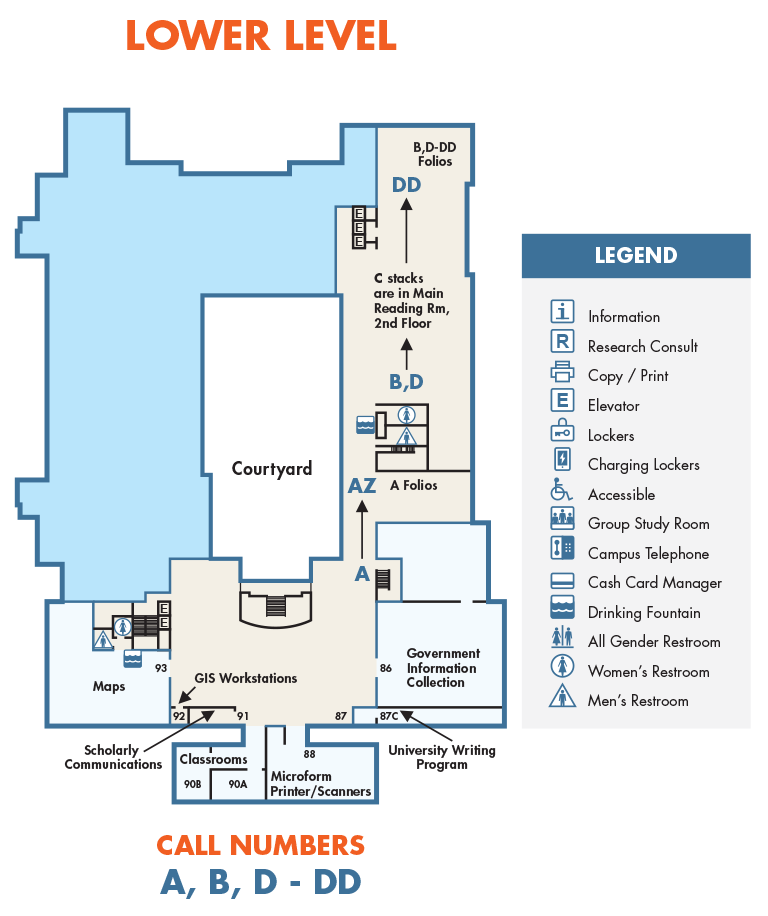 LOWER LEVEL
B,D-DD
Folios
DD
E
E
E
C stacks
are in Main
Reading Rm,
2nd Floor
B,D
Courtyard
AZ
A Folios
A
E
E
Government
Information
Collection
93
86
GIS Workstations
Maps
92
91
87
87C
Scholarly
Communications
University Writing
Program
Classrooms
88
90B
90A
Microform
Printer/Scanners
CALL NUMBERS
A, B, D - DD
LEGEND
i Information
R Research Consult
Copy / Print
E Elevator
Lockers
Charging Lockers
Accessible
Group Study Room
Campus Telephone
Cash Card Manager
Drinking Fountain
All Gender Restroom
Women's Restroom
Men's Restroom